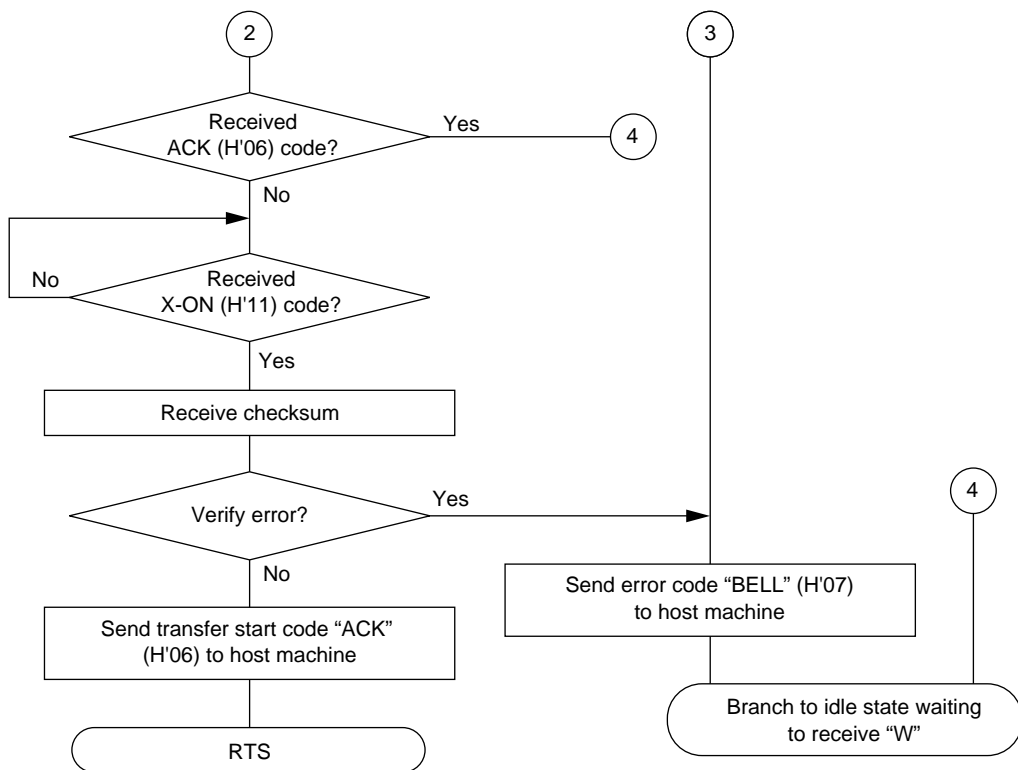 2
3
Received
ACK (H'06) code?
Yes
4
No
No
Received
X-ON (H'11) code?
Yes
Receive checksum
Verify error?
Yes
4
No
Send error code “BELL” (H'07)
to host machine
Send transfer start code “ACK”
(H'06) to host machine
Branch to idle state waiting
to receive “W”
RTS